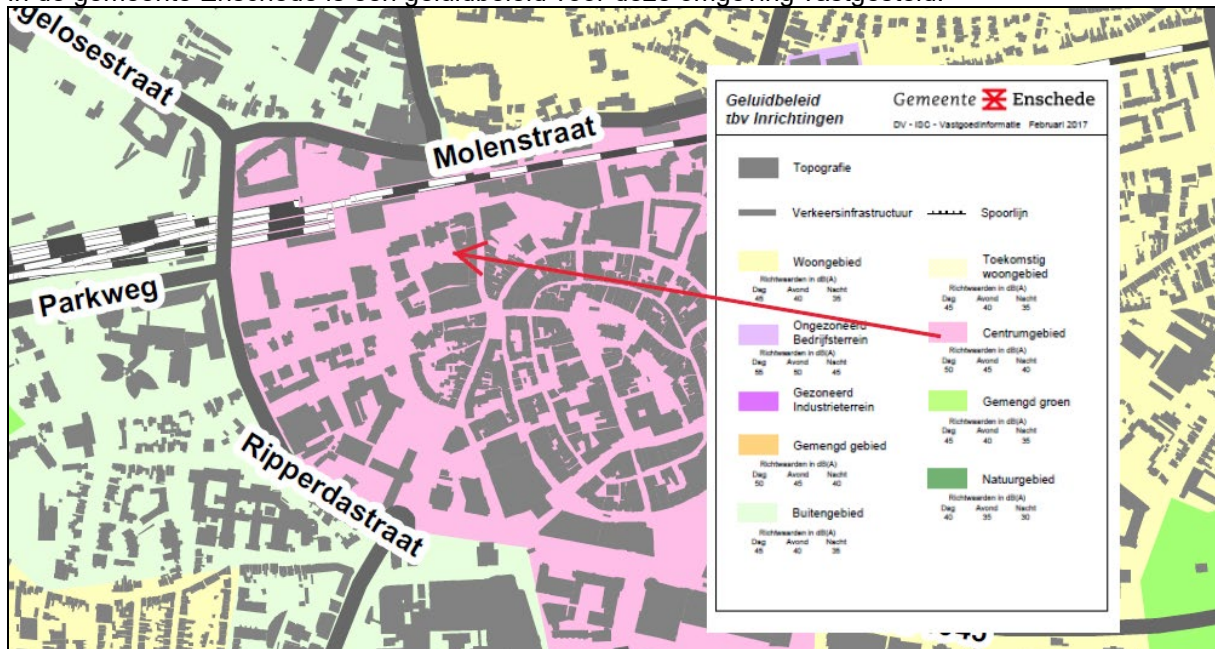 In de gemeente Enschede is een geluidbeleid voor deze omgeving vastgesteld.
gelosestraat
Molenstraat
Parkweg
Ripperdastraat
Geluidbeleid
tbv Inrichtingen
Gemeente Enschede
DV - ISC - Vastgoedinformatie Februari 2017
Topografie
Verkeersinfrastructuur
Spoorlijn
Woongebied
Richtwaarden in dB(A)
Dag Avond Nacht
45 40 35
Toekomstig
woongebied
Richtwaarden in dB(A)
Dag Avond Nacht
45 40 35
Ongezoneerd
Bedrijfsterrein
Richtwaarden in dB(A)
Dag Avond Nacht
55 50 45
Centrumgebied
Richtwaarden in dB(A)
Dag Avond Nacht
50 45 40
Gezoneerd
Industrieterrein
Gemengd groen
Richtwaarden in dB(A)
Dag Avond Nacht
45 40 35
Gemengd gebied
Richtwaarden in dB(A)
Dag Avond Nacht
50 45 40
Natuurgebied
Richtwaarden in dB(A)
Dag Avond Nacht
40 35 30
Buitengebied
Richtwaarden in dB(A)
Dag Avond Nacht
45 40 35